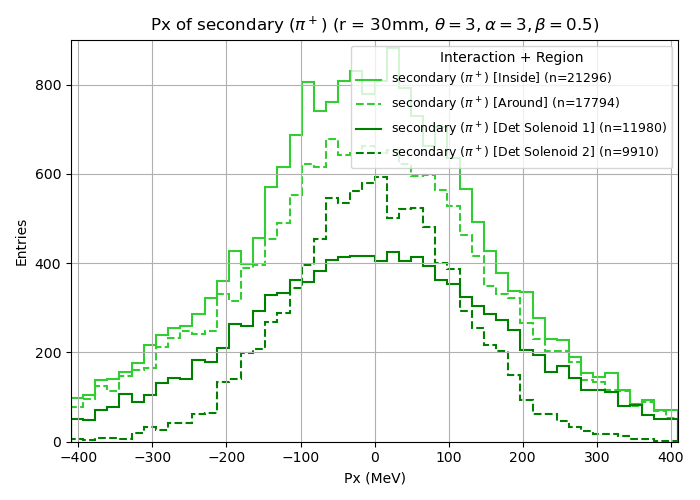 Px of secondary (π⁺) (r = 30mm, θ = 3, α = 3, β = 0.5)
Interaction + Region
secondary (π⁺) [Inside] (n=21296)
secondary (π⁺) [Around] (n=17794)
secondary (π⁺) [Det Solenoid 1] (n=11980)
secondary (π⁺) [Det Solenoid 2] (n=9910)
Entries
800
600
400
200
0
−400 −300 −200 −100 0 100 200 300 400
Px (MeV)